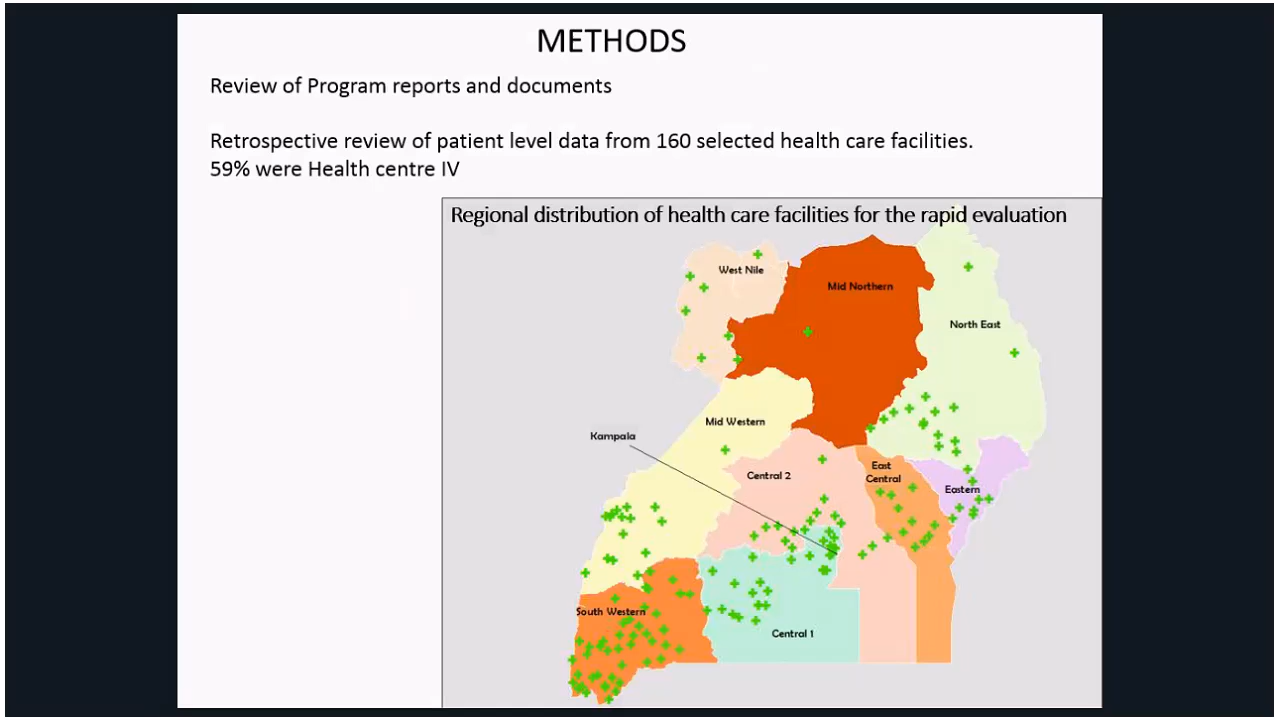 METHODS
Review of Program reports and documents
Retrospective review of patient level data from 160 selected health care facilities.
59% were Health centre IV
Regional distribution of health care facilities for the rapid evaluation
West Nile
Mid Northern
North East
Mid Western
Kampala
Central 2
East
Central
Eastern
South Western
Central 1